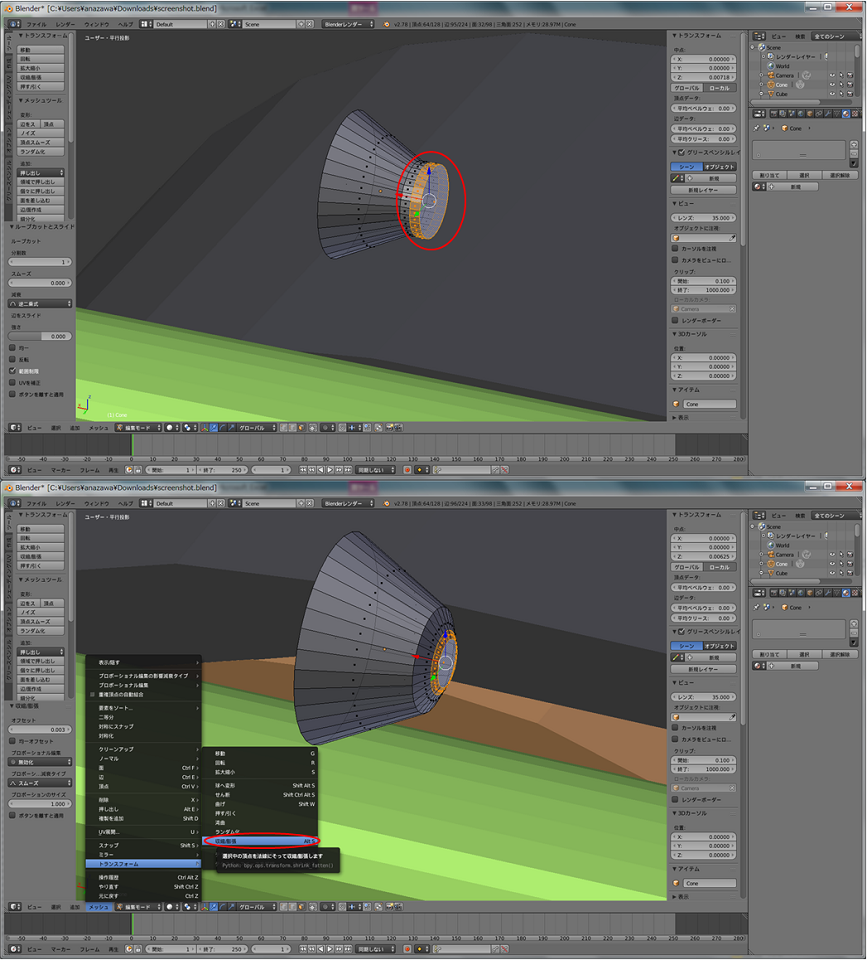 Blender* [C:¥Users¥anazawa¥Downloads¥screenshot.blend]
ファイル レンダー ウィンドウ ヘルプ Default Scene Blenderレンダー v2.78 | 頂点:64/128 | 辺:95/224 | 面:32/98 | 三角面:252 | メモリ:28.97M | Cone
ユーザー・平行投影
▼トランスフォーム
移動
回転
拡大縮小
収縮/膨張
押す/引く
▼メッシュツール
変形:
辺をス 頂点
ノイズ
頂点スムーズ
ランダム化
追加:
押し出し
領域で押し出し
個々に押し出し
面を差し込む
辺/面作成
細分化
▼ループカットとスライド
ループカット
分割数
1
スムーズ
0.000
減衰
逆二乗式
辺をスライド
強さ
0.000
均一
反転
範囲制限
UVを補正
ボタンを離すと適用
(1) Cone
▼トランスフォーム
中点:
X: 0.00000
Y: 0.00000
Z: 0.00718
グローバル ローカル
頂点データ:
平均ベベルウェ: 0.00
辺データ:
平均ベベルウェ: 0.00
平均クリース: 0.00
▼グリースペンシルレイ
シーン オブジェクト
新規
新規レイヤー
▼ビュー
レンズ: 35.000
オブジェクトに注視:
カーソルを注視
カメラをビューにロ...
クリップ:
開始: 0.100
終了: 1000.000
ローカルカメラ:
Camera
レンダーボーダー
▼3Dカーソル
位置:
X: 0.00000
Y: 0.00000
Z: 0.00000
▼アイテム
Cone
▶表示
ビュー 検索 全てのシーン
Scene
レンダーレイヤー
World
Camera
Cone
Cube
Cone
割り当て 選択 選択解除
新規
ビュー 選択 追加 メッシュ 編集モード グローバル
-50 -40 -30 -20 -10 0 10 20 30 40 50 60 70 80 90 100 110 120 130 140 150 160 170 180 190 200 210 220 230 240 250 260 270 280
ビュー マーカー フレーム 再生 開始: 1 終了: 250 1 同期しない
Blender* [C:¥Users¥anazawa¥Downloads¥screenshot.blend]
ファイル レンダー ウィンドウ ヘルプ Default Scene Blenderレンダー
ユーザー・平行投影
▼トランスフォーム
移動
回転
拡大縮小
収縮/膨張
押す/引く
▼メッシュツール
変形:
辺をス 頂点
ノイズ
頂点スムーズ
ランダム化
追加:
押し出し
領域で押し出し
個々に押し出し
面を差し込む
辺/面作成
細分化
▼収縮/膨張
オフセット
0.003
均一オフセット
プロポーショナル編集
無効化
プロポーシ...減衰タイプ
スムーズ
プロポーションのサイズ
1.000
ボタンを離すと適用
表示/隠す
プロポーショナル編集の影響減衰タイプ
プロポーショナル編集
重複頂点の自動結合
要素をソート...
二等分
対称にスナップ
対称化
クリーンアップ
ノーマル
面 Ctrl F
辺 Ctrl E
頂点 Ctrl V
削除 X
押し出し Alt E
複製を追加 Shift D
UV展開... U
スナップ Shift S
ミラー
トランスフォーム
操作履歴 Ctrl Alt Z
やり直す Shift Ctrl Z
元に戻す Ctrl Z
移動 G
回転 R
拡大縮小 S
球へ変形 Shift Alt S
せん断 Shift Ctrl Alt S
曲げ Shift W
押す/引く
湾曲
ランダム化
収縮/膨張 Alt S
選択中の頂点を法線にそって収縮/膨張します
Python: bpy.ops.transform.shrink_fatten()
▼トランスフォーム
中点:
X: 0.00000
Y: 0.00000
Z: 0.00625
グローバル ローカル
頂点データ:
平均ベベルウェ: 0.00
辺データ:
平均ベベルウェ: 0.00
平均クリース: 0.00
▼グリースペンシルレイ
シーン オブジェクト
新規
新規レイヤー
▼ビュー
レンズ: 35.000
オブジェクトに注視:
カーソルを注視
カメラをビューにロ...
クリップ:
開始: 0.100
終了: 1000.000
ローカルカメラ:
Camera
レンダーボーダー
▼3Dカーソル
位置:
X: 0.00000
Y: 0.00000
Z: 0.00000
▼アイテム
Cone
▶表示
ビュー 検索 全てのシーン
Scene
レンダーレイヤー
World
Camera
Cone
Cube
Cone
割り当て 選択 選択解除
新規
ビュー 選択 追加 メッシュ 編集モード グローバル
-50 -40 -30 -20 -10 0 10 20 30 40 50 60 70 80 90 100 110 120 130 140 150 160 170 180 190 200 210 220 230 240 250 260 270 280
ビュー マーカー フレーム 再生 開始: 1 終了: 250 1 同期しない